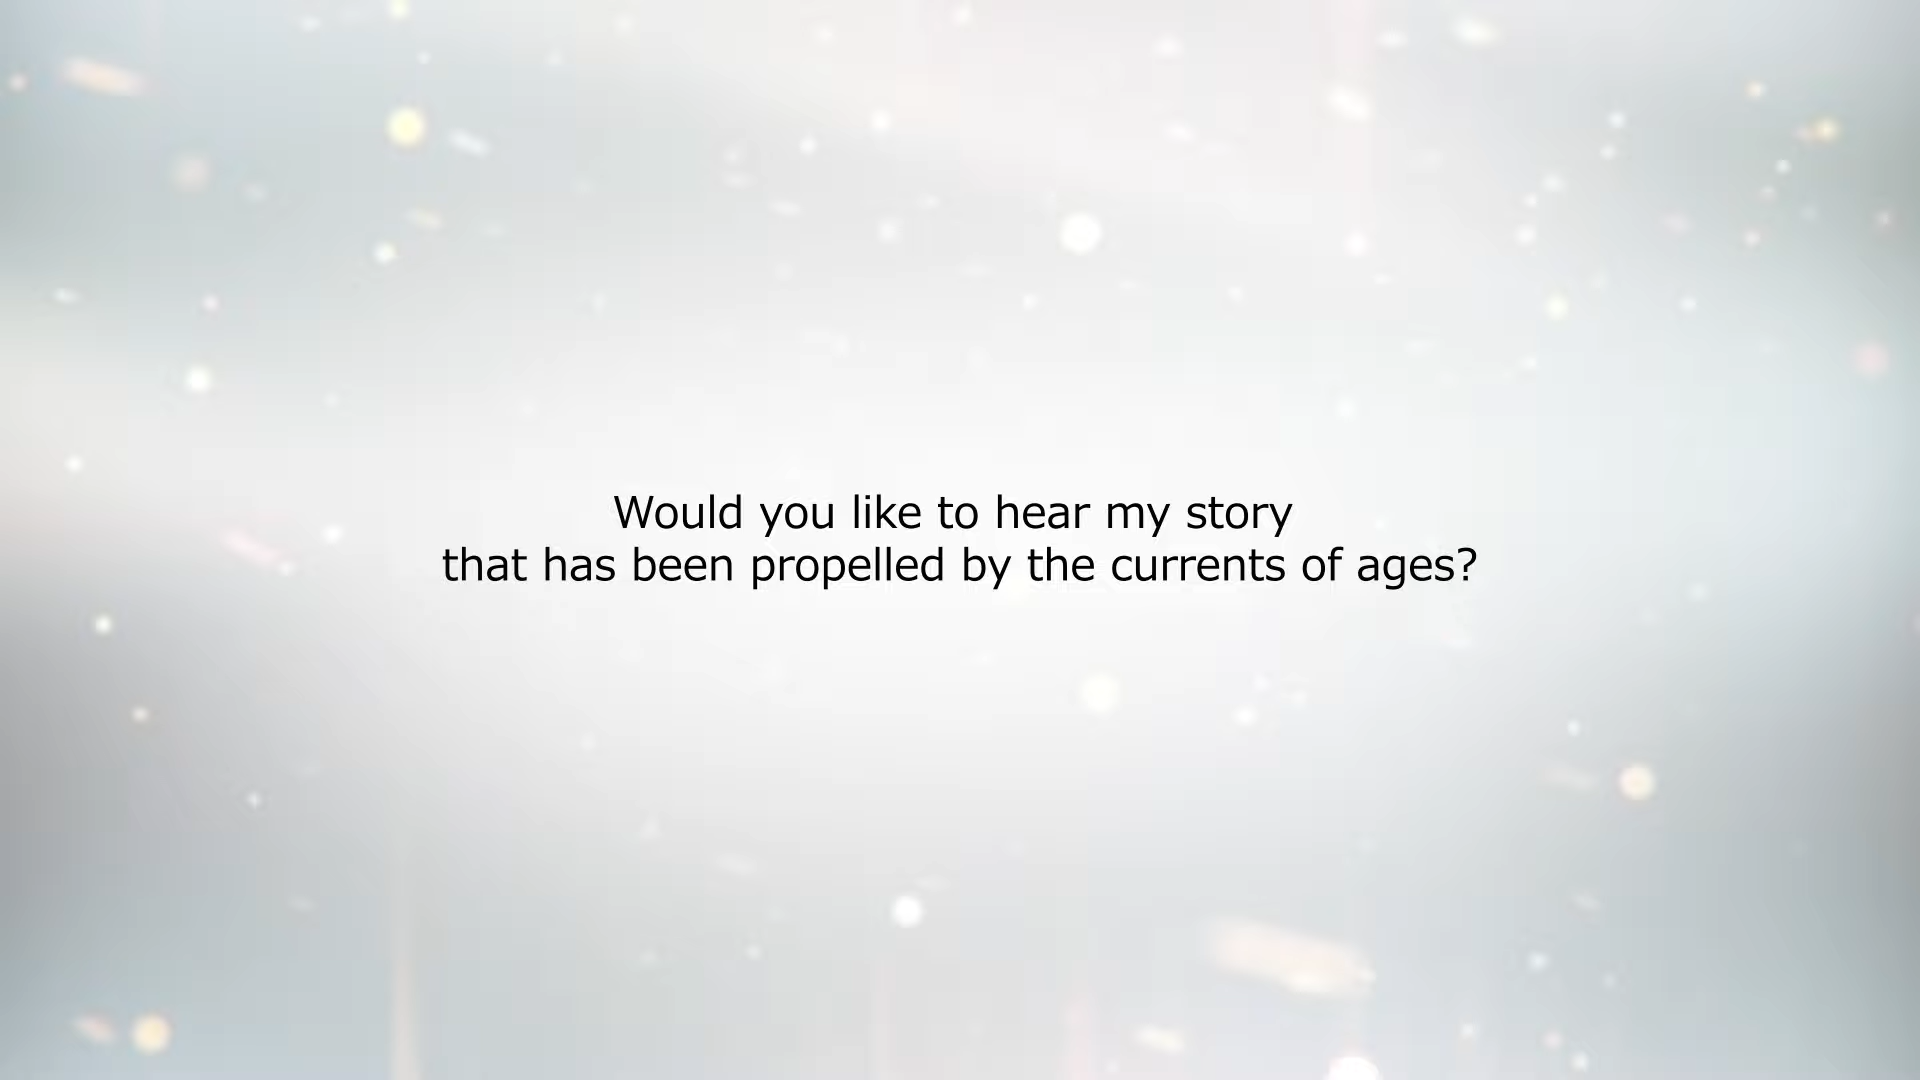 Would you like to hear my story
that has been propelled by the currents of ages?